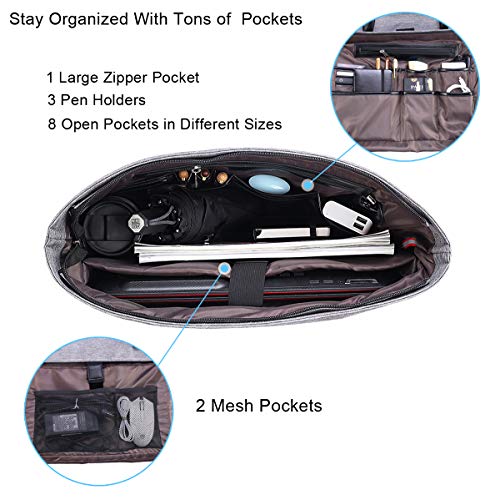 Stay Organized With Tons of Pockets
1 Large Zipper Pocket
3 Pen Holders
8 Open Pockets in Different Sizes
2 Mesh Pockets